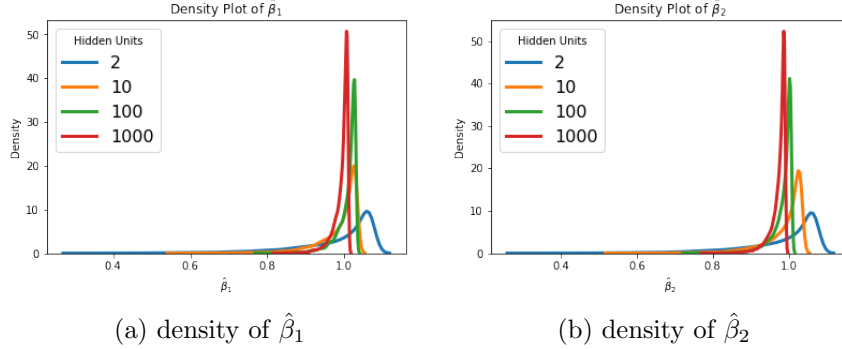 Density Plot of β̂₁
Hidden Units
2
10
100
1000
Density
50
40
30
20
10
0
0.4
0.6
0.8
1.0
β̂₁
(a) density of β̂₁
Density Plot of β̂₂
Hidden Units
2
10
100
1000
Density
50
40
30
20
10
0
0.4
0.6
0.8
1.0
β̂₂
(b) density of β̂₂